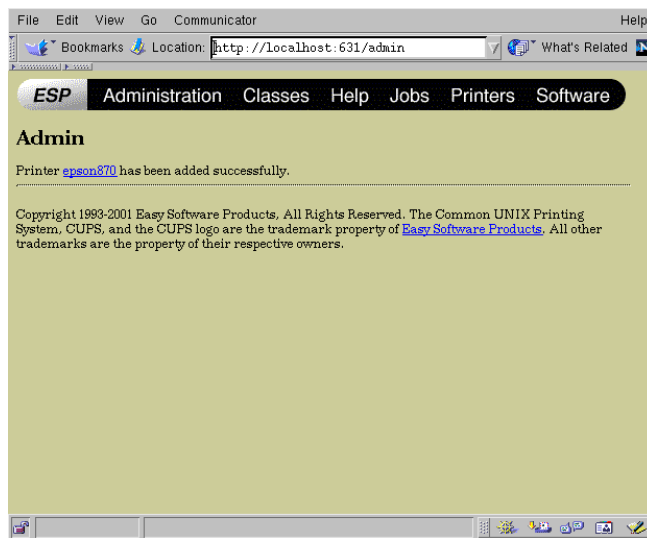 File Edit View Go Communicator Help
Bookmarks Location: http://localhost:631/admin What's Related
ESP Administration Classes Help Jobs Printers Software
Admin
Printer epson870 has been added successfully.
Copyright 1993-2001 Easy Software Products, All Rights Reserved. The Common UNIX Printing
System, CUPS, and the CUPS logo are the trademark property of Easy Software Products. All other
trademarks are the property of their respective owners.